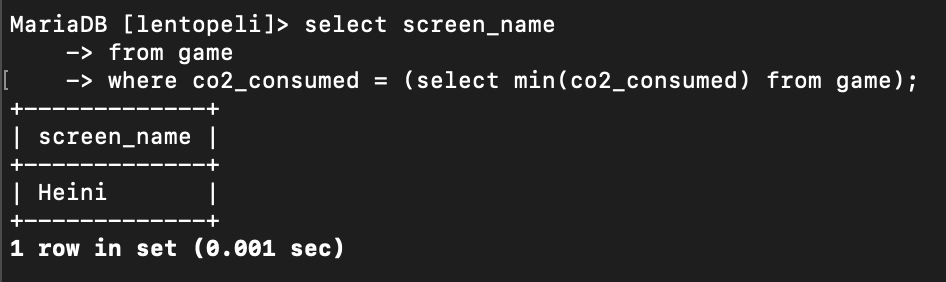 MariaDB [lentopeli]> select screen_name
    -> from game
[    -> where co2_consumed = (select min(co2_consumed) from game);
+-------------+
| screen_name |
+-------------+
| Heini       |
+-------------+
1 row in set (0.001 sec)